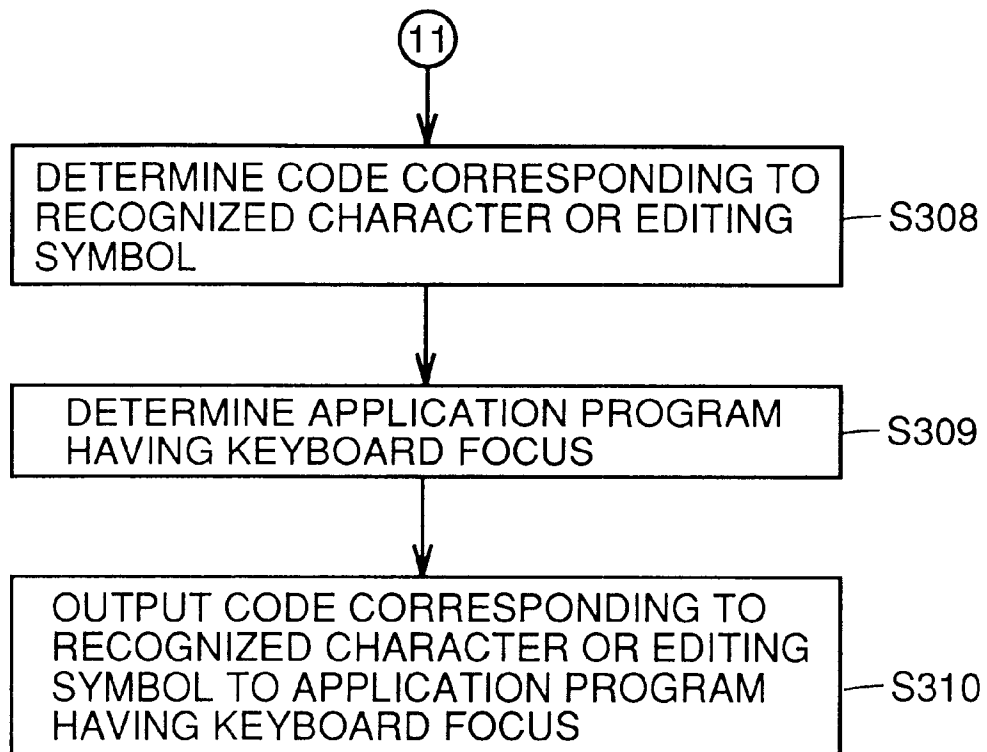 11
DETERMINE CODE CORRESPONDING TO
RECOGNIZED CHARACTER OR EDITING
SYMBOL
S308
DETERMINE APPLICATION PROGRAM
HAVING KEYBOARD FOCUS
S309
OUTPUT CODE CORRESPONDING TO
RECOGNIZED CHARACTER OR EDITING
SYMBOL TO APPLICATION PROGRAM
HAVING KEYBOARD FOCUS
S310